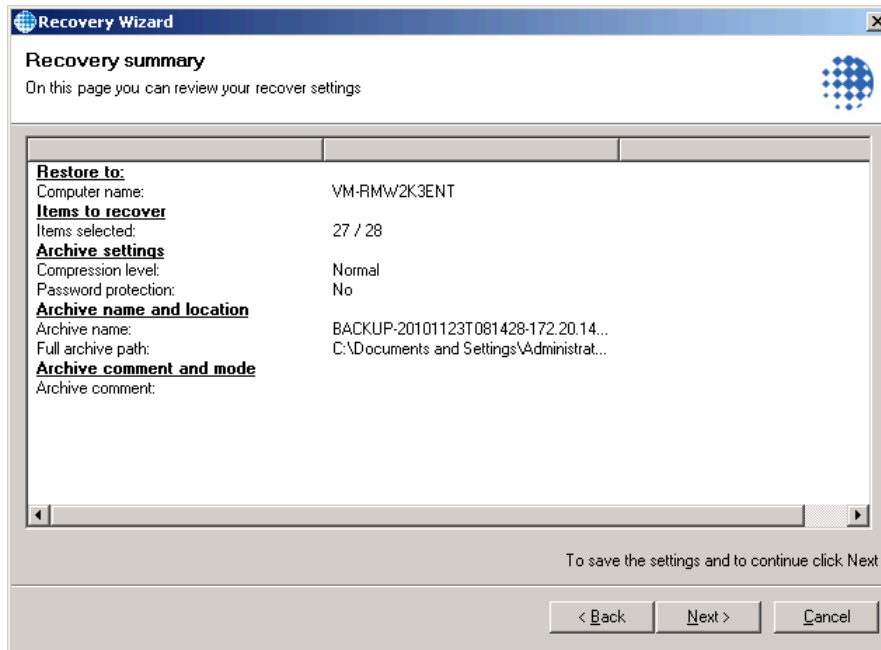 Recovery Wizard
Recovery summary
On this page you can review your recover settings
Restore to:
Computer name: VM-RMW2K3ENT
Items to recover
Items selected: 27 / 28
Archive settings
Compression level: Normal
Password protection: No
Archive name and location
Archive name: BACKUP-20101123T081428-172.20.14...
Full archive path: C:\Documents and Settings\Administrat...
Archive comment and mode
Archive comment:
To save the settings and to continue click Next
< Back Next > Cancel